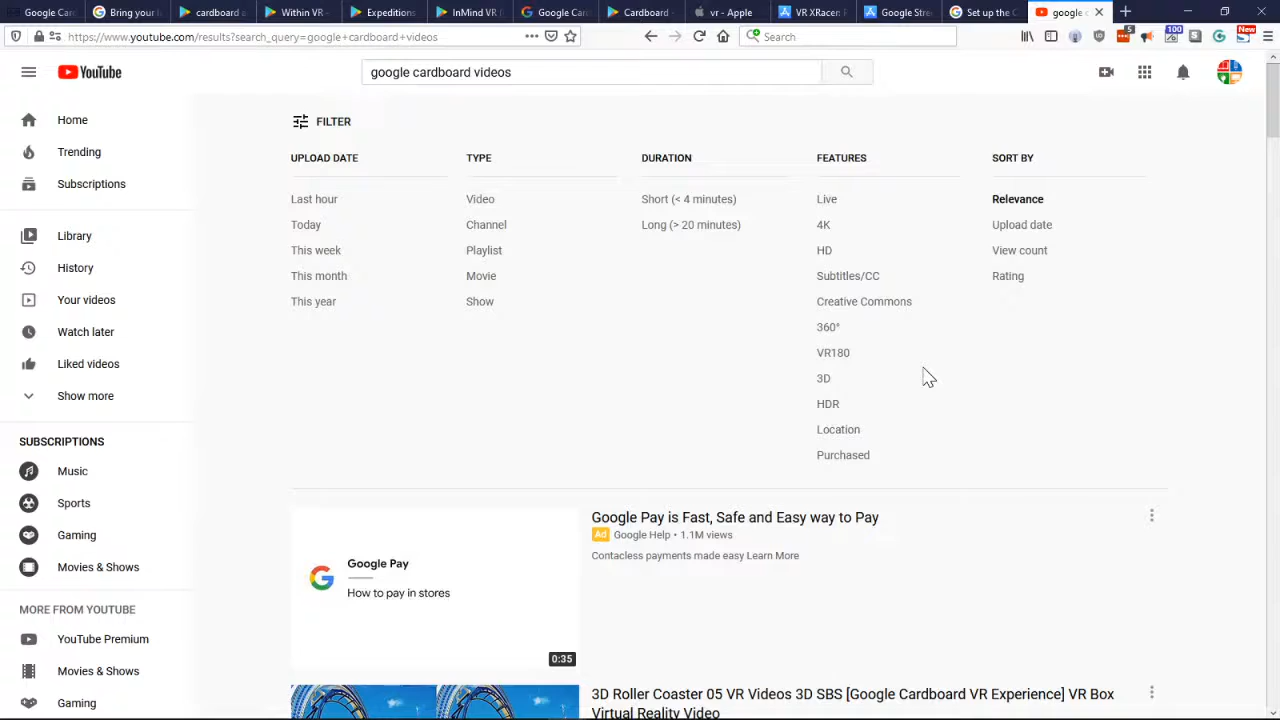 Google Car
Bring your
cardboard a
Within VR -
Expedition
InMind VR (
Google Car
Cardboard -
vr - Apple
VR XRacer
Google Stre
Set up the C
google c
https://www.youtube.com/results?search_query=google+cardboard+videos
Search
5
100
New
YouTube
google cardboard videos
Home
Trending
Subscriptions
Library
History
Your videos
Watch later
Liked videos
Show more
SUBSCRIPTIONS
Music
Sports
Gaming
Movies & Shows
MORE FROM YOUTUBE
YouTube Premium
Movies & Shows
Gaming
FILTER
UPLOAD DATE
Last hour
Today
This week
This month
This year
TYPE
Video
Channel
Playlist
Movie
Show
DURATION
Short (< 4 minutes)
Long (> 20 minutes)
FEATURES
Live
4K
HD
Subtitles/CC
Creative Commons
360°
VR180
3D
HDR
Location
Purchased
SORT BY
Relevance
Upload date
View count
Rating
Google Pay
How to pay in stores
0:35
Google Pay is Fast, Safe and Easy way to Pay
Ad Google Help • 1.1M views
Contactless payments made easy Learn More
3D Roller Coaster 05 VR Videos 3D SBS [Google Cardboard VR Experience] VR Box
Virtual Reality Video